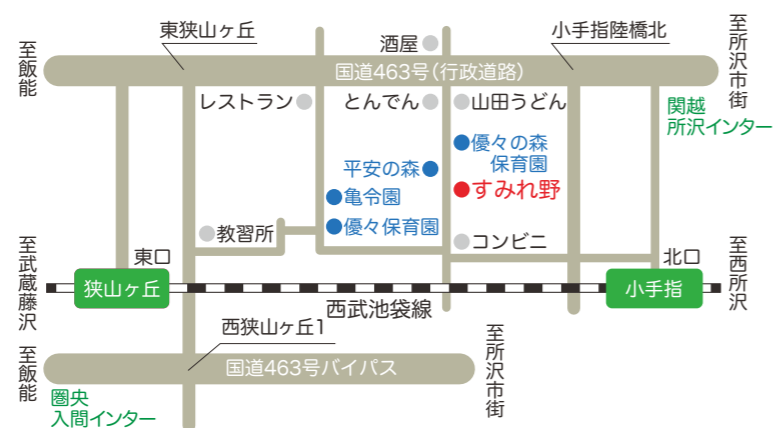 東狭山ヶ丘
酒屋
小手指陸橋北
至所沢市街
至飯能
国道463号(行政道路)
レストラン
とんでん
山田うどん
関越
所沢インター
優々の森
保育園
平安の森
すみれ野
亀令園
優々保育園
教習所
コンビニ
至武蔵藤沢
東口
北口
至西所沢
狭山ヶ丘
小手指
西武池袋線
西狭山ヶ丘1
至所沢市街
至飯能
国道463号バイパス
圏央
入間インター